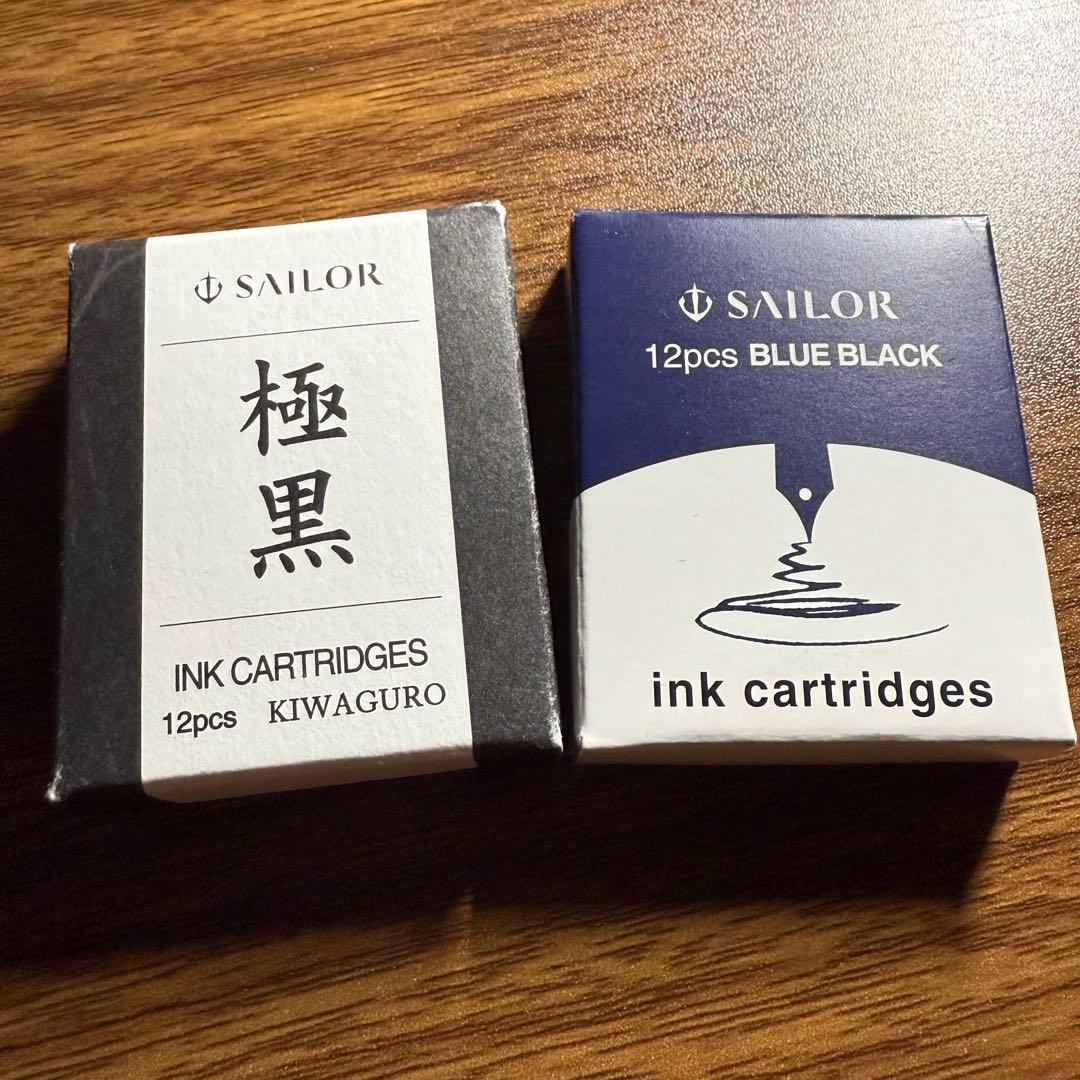 SAILOR
極
黒
INK CARTRIDGES
12pcs KIWAGURO
SAILOR
12pcs BLUE BLACK
ink cartridges